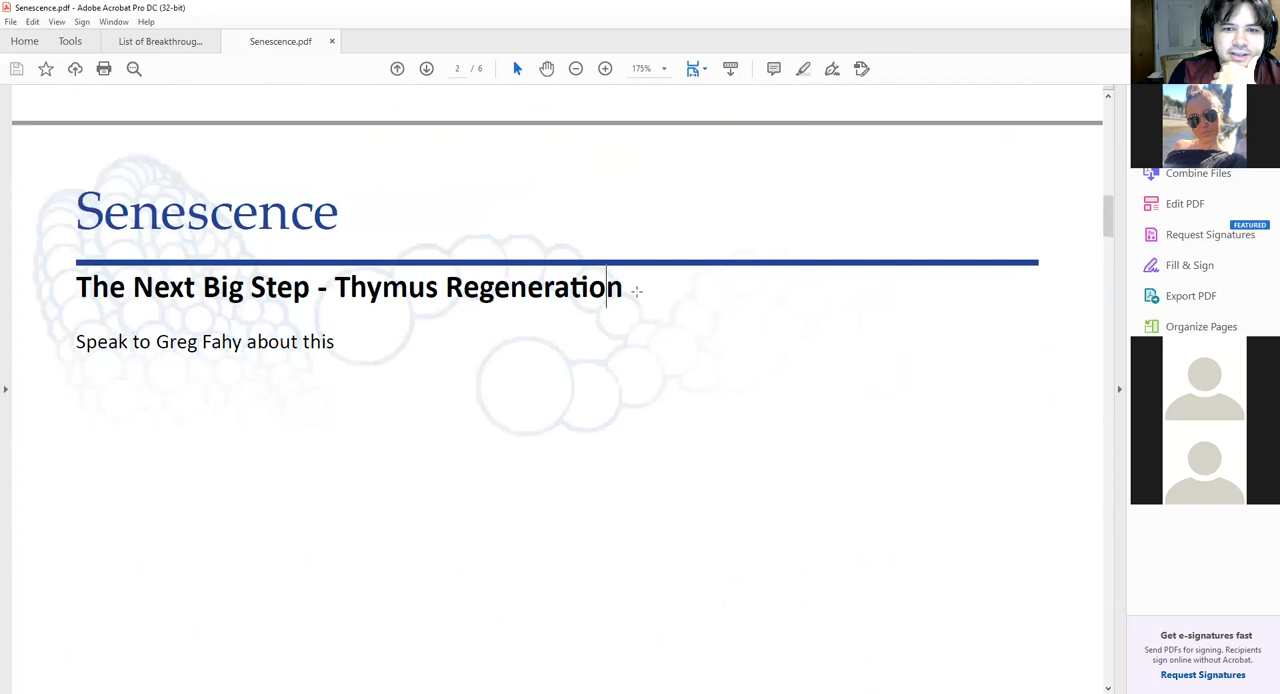 Senescence.pdf - Adobe Acrobat Pro DC (32-bit)
File Edit View Sign Window Help
Home Tools List of Breakthroug... Senescence.pdf ×
2 / 6 175%
Combine Files
Senescence
Edit PDF
FEATURED
Request Signatures
The Next Big Step - Thymus Regeneration
Fill & Sign
Export PDF
Organize Pages
Speak to Greg Fahy about this
Get e-signatures fast
Send PDFs for signing. Recipients
sign online without Acrobat.
Request Signatures